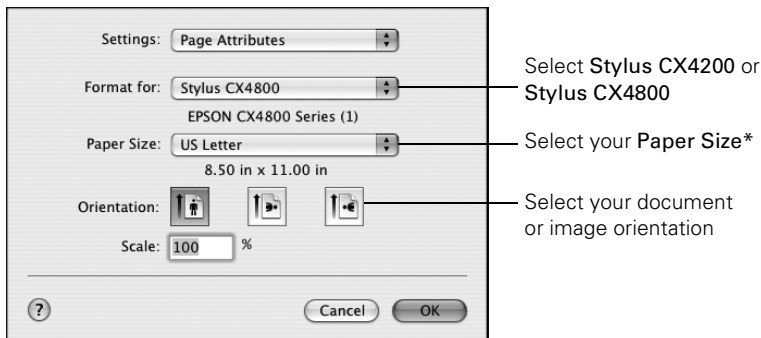 Settings: Page Attributes
Format for: Stylus CX4800
EPSON CX4800 Series (1)
Paper Size: US Letter
8.50 in x 11.00 in
Orientation:
Scale: 100 %
?
Cancel
OK
Select Stylus CX4200 or
Stylus CX4800
Select your Paper Size*
Select your document
or image orientation